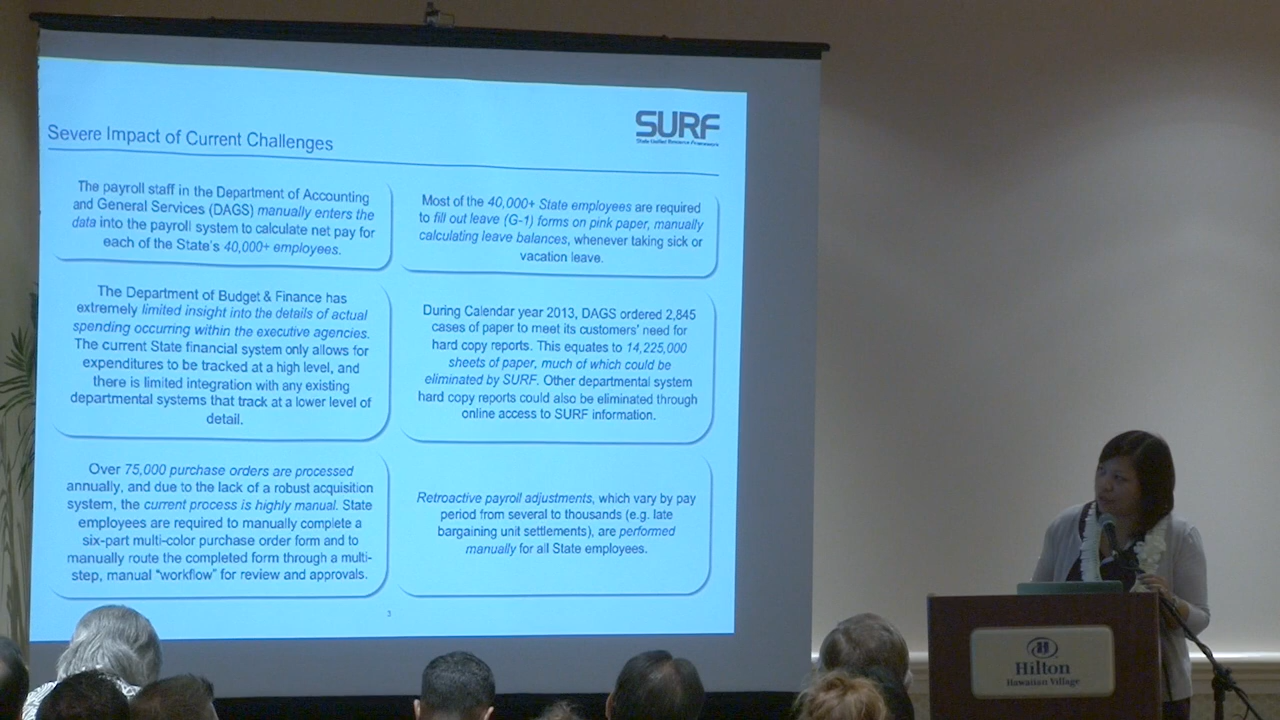 SURF
State Unified Resource Framework
Severe Impact of Current Challenges
The payroll staff in the Department of Accounting
and General Services (DAGS) manually enters the
data into the payroll system to calculate net pay for
each of the State's 40,000+ employees.
Most of the 40,000+ State employees are required
to fill out leave (G-1) forms on pink paper, manually
calculating leave balances, whenever taking sick or
vacation leave.
The Department of Budget & Finance has
extremely limited insight into the details of actual
spending occurring within the executive agencies.
The current State financial system only allows for
expenditures to be tracked at a high level, and
there is limited integration with any existing
departmental systems that track at a lower level of
detail.
During Calendar year 2013, DAGS ordered 2,845
cases of paper to meet its customers' need for
hard copy reports. This equates to 14,225,000
sheets of paper, much of which could be
eliminated by SURF. Other departmental system
hard copy reports could also be eliminated through
online access to SURF information.
Over 75,000 purchase orders are processed
annually, and due to the lack of a robust acquisition
system, the current process is highly manual. State
employees are required to manually complete a
six-part multi-color purchase order form and to
manually route the completed form through a multi-
step, manual "workflow" for review and approvals.
Retroactive payroll adjustments, which vary by pay
period from several to thousands (e.g. late
bargaining unit settlements), are performed
manually for all State employees.
3
H
Hilton
Hawaiian Village